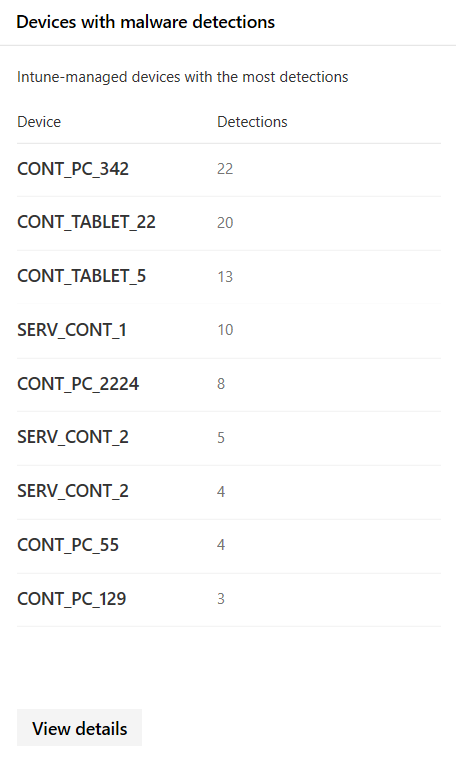 Devices with malware detections
Intune-managed devices with the most detections
Device Detections
CONT_PC_342 22
CONT_TABLET_22 20
CONT_TABLET_5 13
SERV_CONT_1 10
CONT_PC_2224 8
SERV_CONT_2 5
SERV_CONT_2 4
CONT_PC_55 4
CONT_PC_129 3
View details